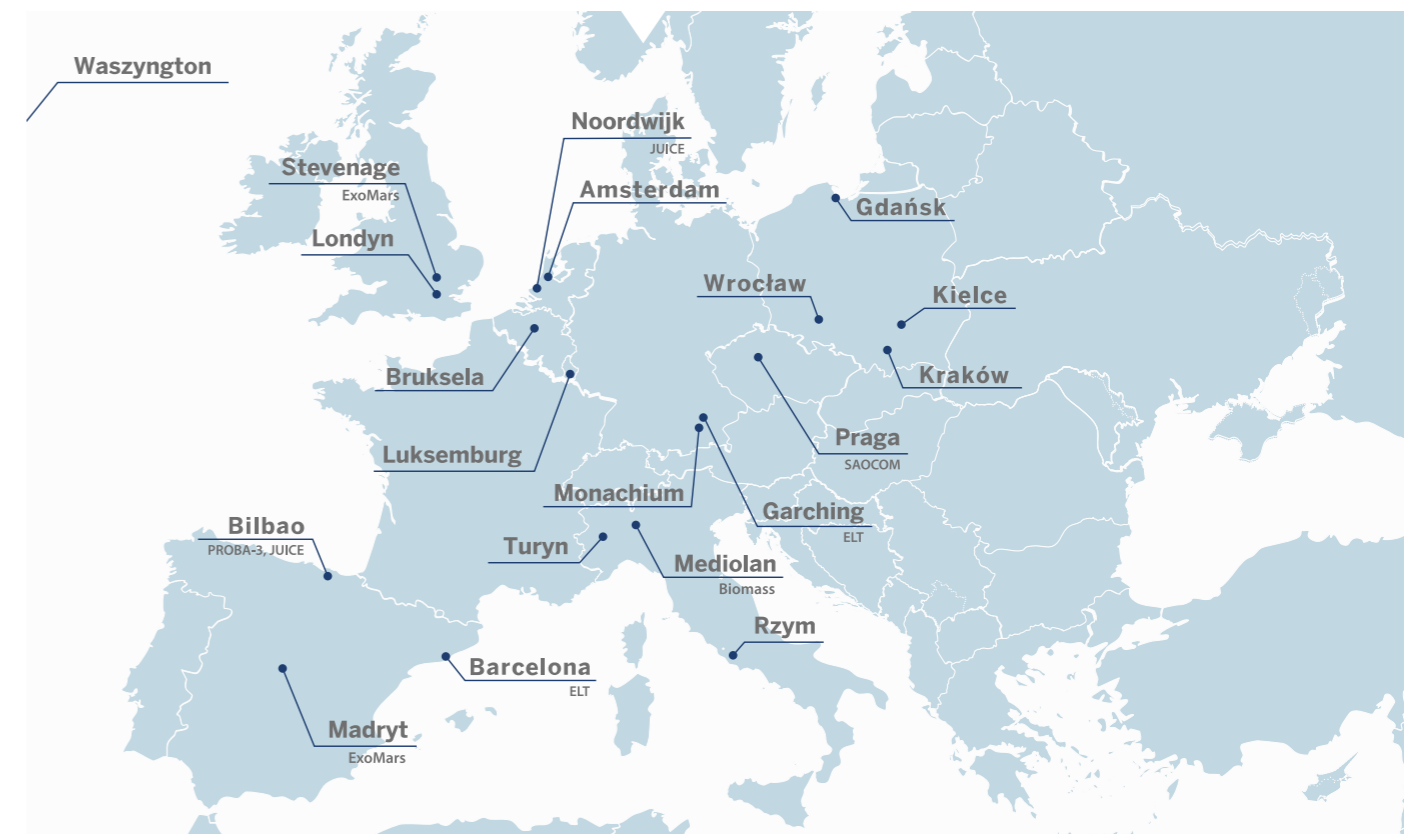 Waszyngton
Noordwijk
JUICE
Stevenage
ExoMars
Amsterdam
Gdańsk
Londyn
Wrocław
Kielce
Bruksela
Kraków
Praga
SAOCOM
Luksemburg
Monachium
Garching
ELT
Bilbao
PROBA-3, JUICE
Turyn
Mediolan
Biomass
Rzym
Barcelona
ELT
Madryt
ExoMars